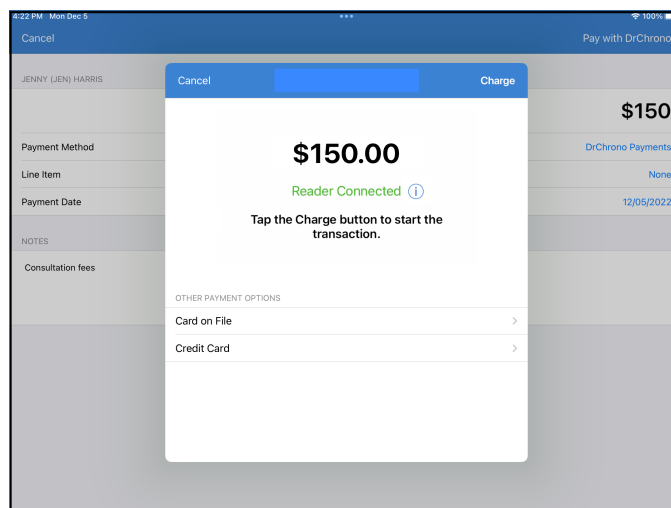 4:22 PM Mon Dec 5
100%
Cancel
Pay with DrChrono
JENNY (JEN) HARRIS
Cancel
Charge
$150
$150.00
Payment Method
DrChrono Payments
Reader Connected
Line Item
None
Payment Date
12/05/2022
Tap the Charge button to start the
transaction.
NOTES
Consultation fees
OTHER PAYMENT OPTIONS
Card on File
Credit Card